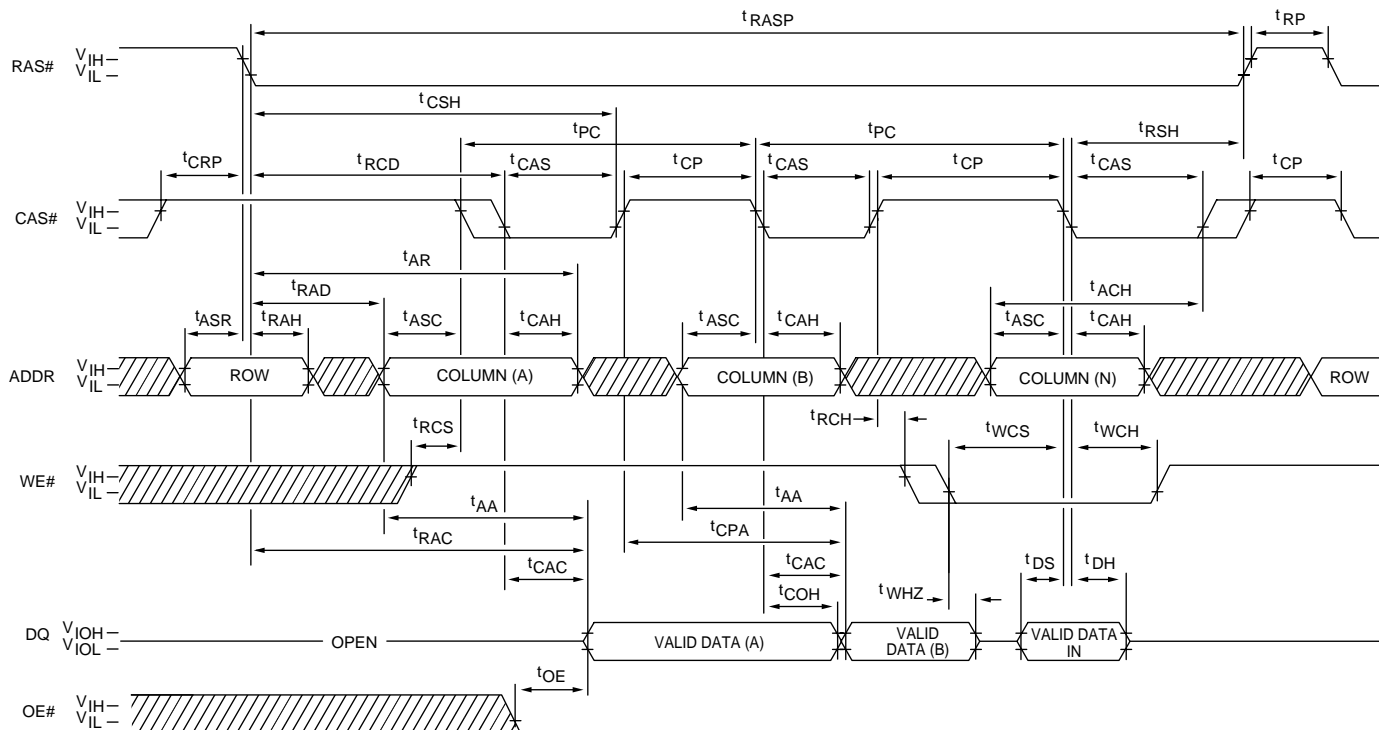 tRASP tRP
RAS# VIH
VIL
tCSH
tPC tPC tRSH
tCRP tRCD tCAS tCP tCAS tCP tCAS tCP
CAS# VIH
VIL
tAR
tRAD tACH
tASR tRAH tASC tCAH tASC tCAH tASC tCAH
ADDR VIH
VIL
ROW COLUMN (A) COLUMN (B) COLUMN (N) ROW
tRCH
tRCS tWCS tWCH
WE# VIH
VIL
tAA tAA
tRAC tCPA
tCAC tCAC tDS tDH
tCOH tWHZ
DQ VIOH
VIOL
OPEN VALID DATA (A) VALID DATA (B) VALID DATA IN
tOE
OE# VIH
VIL